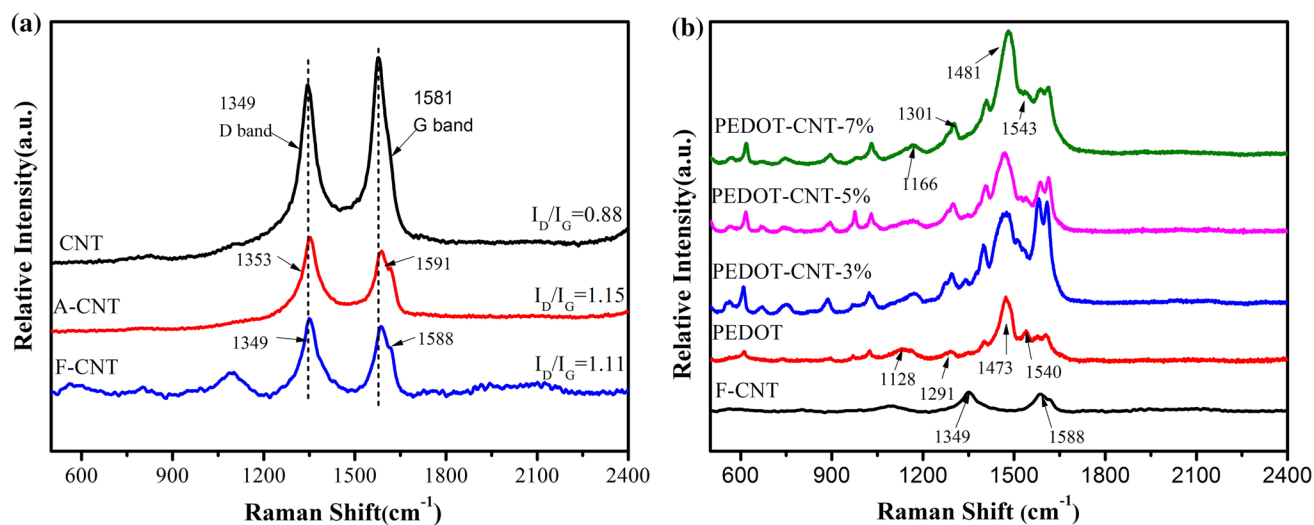 (a)
1349
D band
1581
G band
CNT
I_D/I_G=0.88
1353
1591
A-CNT
I_D/I_G=1.15
1349
1588
F-CNT
I_D/I_G=1.11
Relative Intensity(a.u.)
600 900 1200 1500 1800 2100 2400
Raman Shift(cm⁻¹)
(b)
1481
1301
1543
PEDOT-CNT-7%
1166
PEDOT-CNT-5%
PEDOT-CNT-3%
PEDOT
1128
1291
1473
1540
F-CNT
1349
1588
Relative Intensity(a.u.)
600 900 1200 1500 1800 2100 2400
Raman Shift (cm⁻¹)